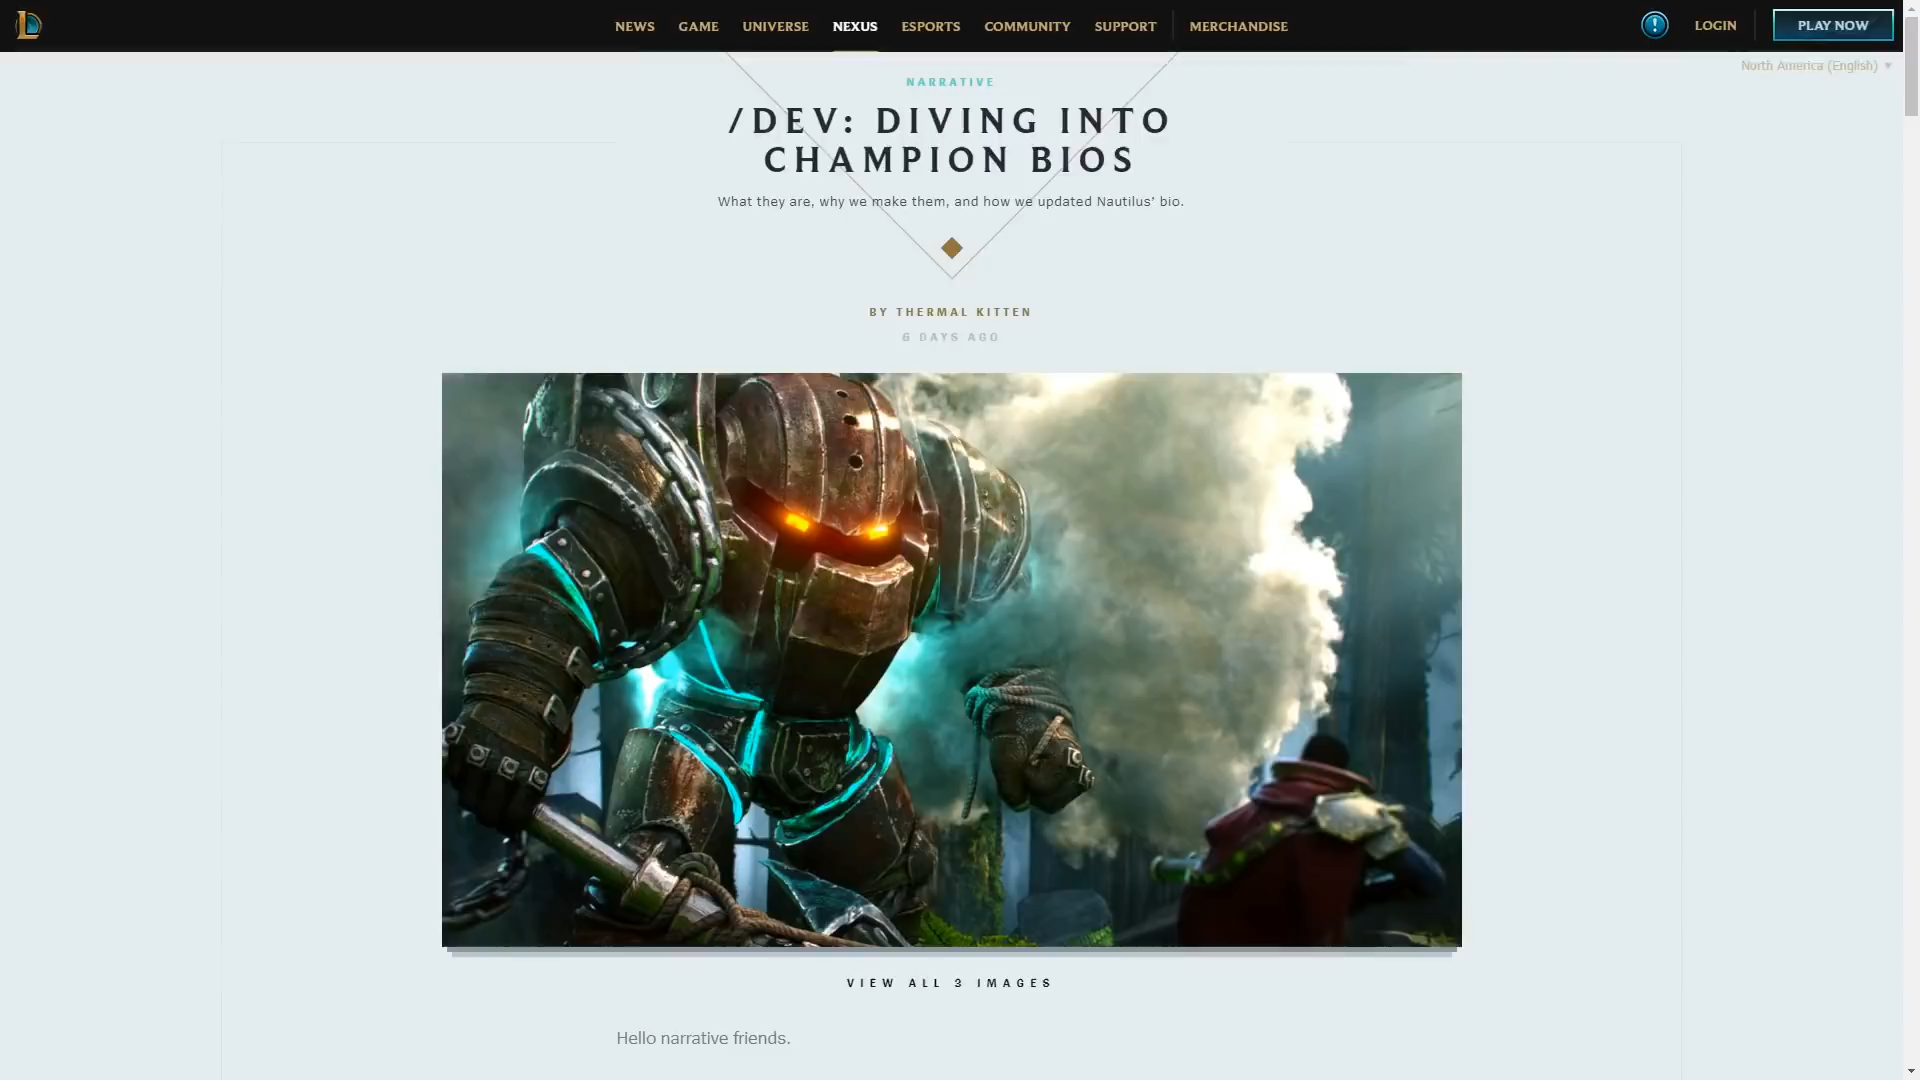 NEWS GAME UNIVERSE NEXUS ESPORTS COMMUNITY SUPPORT MERCHANDISE LOGIN PLAY NOW
North America (English)
NARRATIVE
/DEV: DIVING INTO
CHAMPION BIOS
What they are, why we make them, and how we updated Nautilus' bio.
BY THERMAL KITTEN
6 DAYS AGO
VIEW ALL 3 IMAGES
Hello narrative friends.